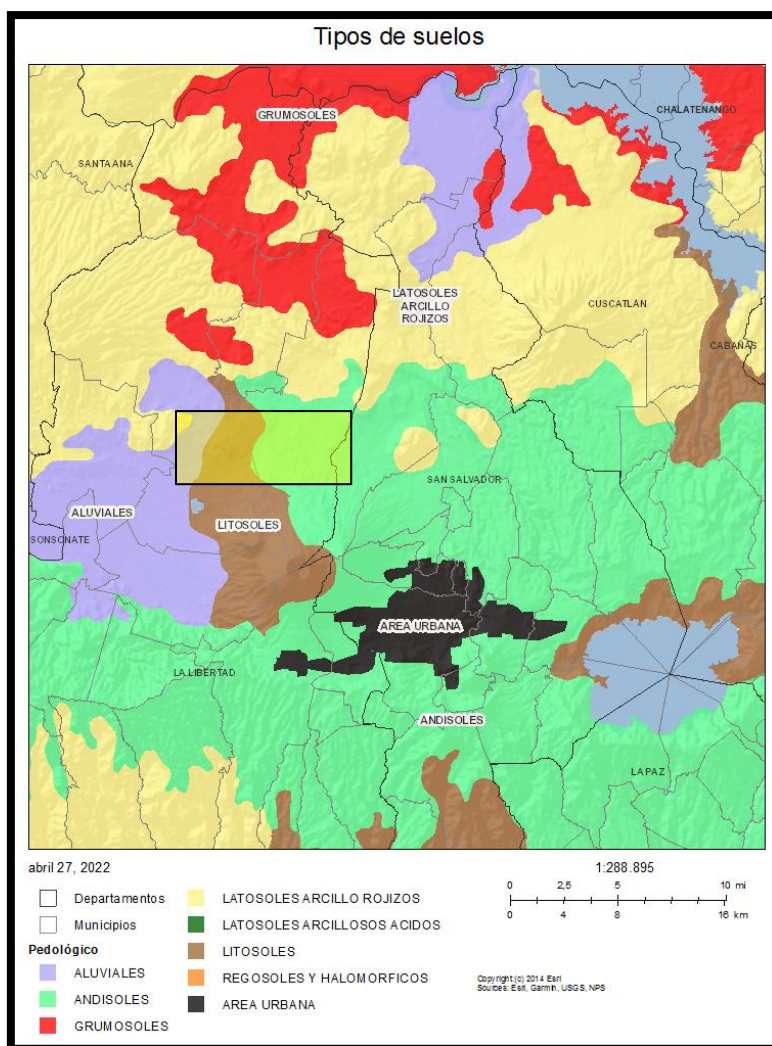 Tipos de suelos
CHALATENANGO
GRUMOSOLES
SANTA ANA
LATOSOLES
ARCILLO
ROJIZOS
CUSCATLÁN
CABAÑAS
SAN SALVADOR
ALUVIALES
LITOSOLES
SONSONATE
AREA URBANA
LA LIBERTAD
ANDISOLES
LA PAZ
abril 27, 2022
1:288.895
Departamentos
Municipios
Pedológico
ALUVIALES
ANDISOLES
GRUMOSOLES
LATOSOLES ARCILLO ROJIZOS
LATOSOLES ARCILLOSOS ACIDOS
LITOSOLES
REGOSOLES Y HALOMORFICOS
AREA URBANA
0 2,5 5 10 mi
0 4 8 16 km
Copyright:(c) 2014 Esri
Sources: Esri, Garmin, USGS, NPS